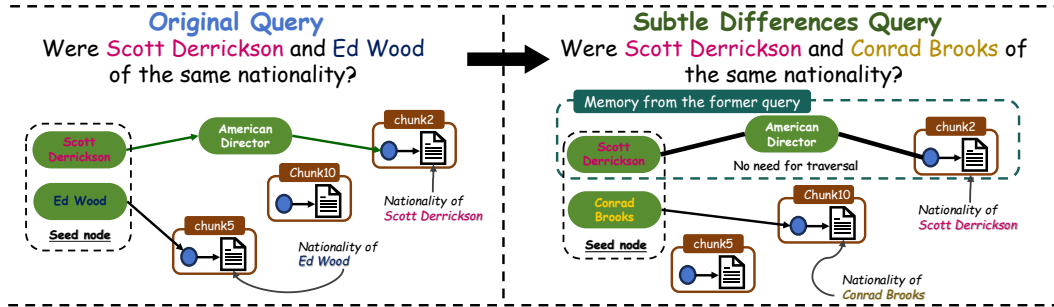 Original Query
Were Scott Derrickson and Ed Wood
of the same nationality?
Scott
Derrickson
American
Director
chunk2
Chunk10
Ed Wood
Seed node
chunk5
Nationality of
Scott Derrickson
Nationality of
Ed Wood
Subtle Differences Query
Were Scott Derrickson and Conrad Brooks of
the same nationality?
Memory from the former query
Scott
Derrickson
American
Director
chunk2
No need for traversal
Conrad
Brooks
Chunk10
Seed node
chunk5
Nationality of
Scott Derrickson
Nationality of
Conrad Brooks